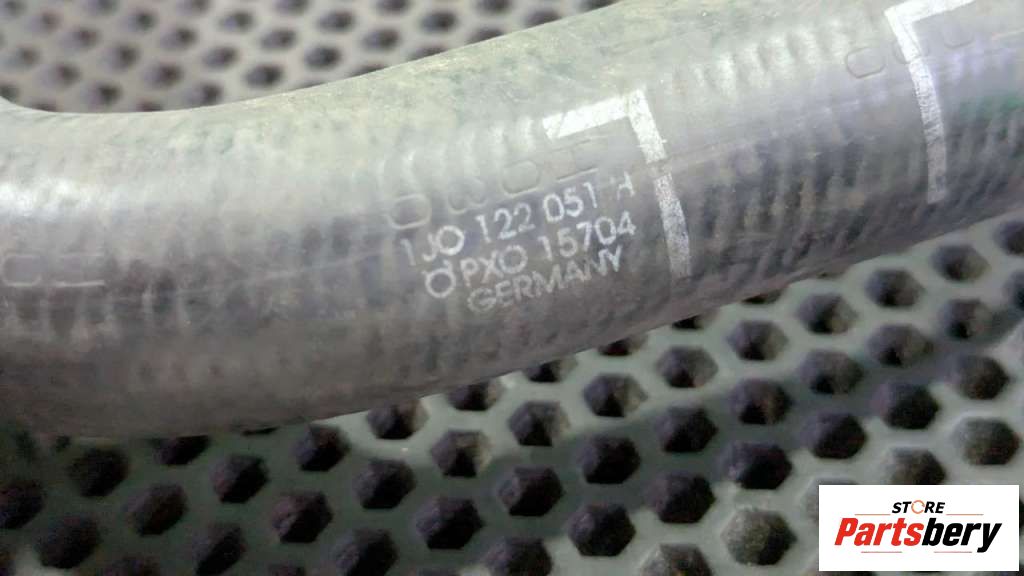 1J0 122 051 H
PXO 15704
GERMANY
STORE
Partsbery